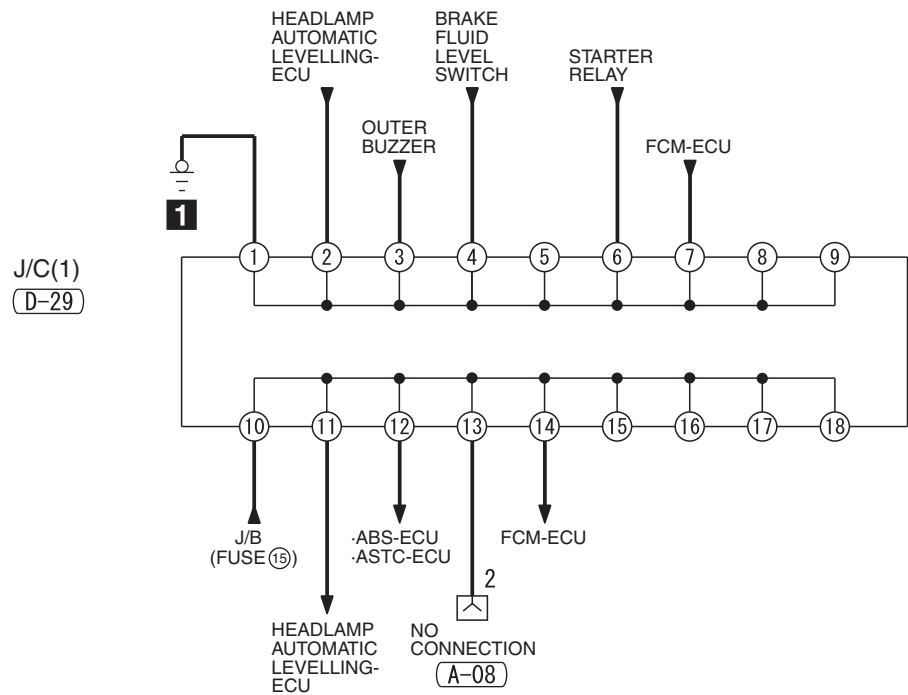 HEADLAMP
AUTOMATIC
LEVELLING-
ECU
BRAKE
FLUID
LEVEL
SWITCH
STARTER
RELAY
OUTER
BUZZER
FCM-ECU
1
J/C(1)
D-29
1 2 3 4 5 6 7 8 9
10 11 12 13 14 15 16 17 18
J/B
(FUSE⑮)
·ABS-ECU
·ASTC-ECU
FCM-ECU
2
HEADLAMP
AUTOMATIC
LEVELLING-
ECU
NO
CONNECTION
A-08